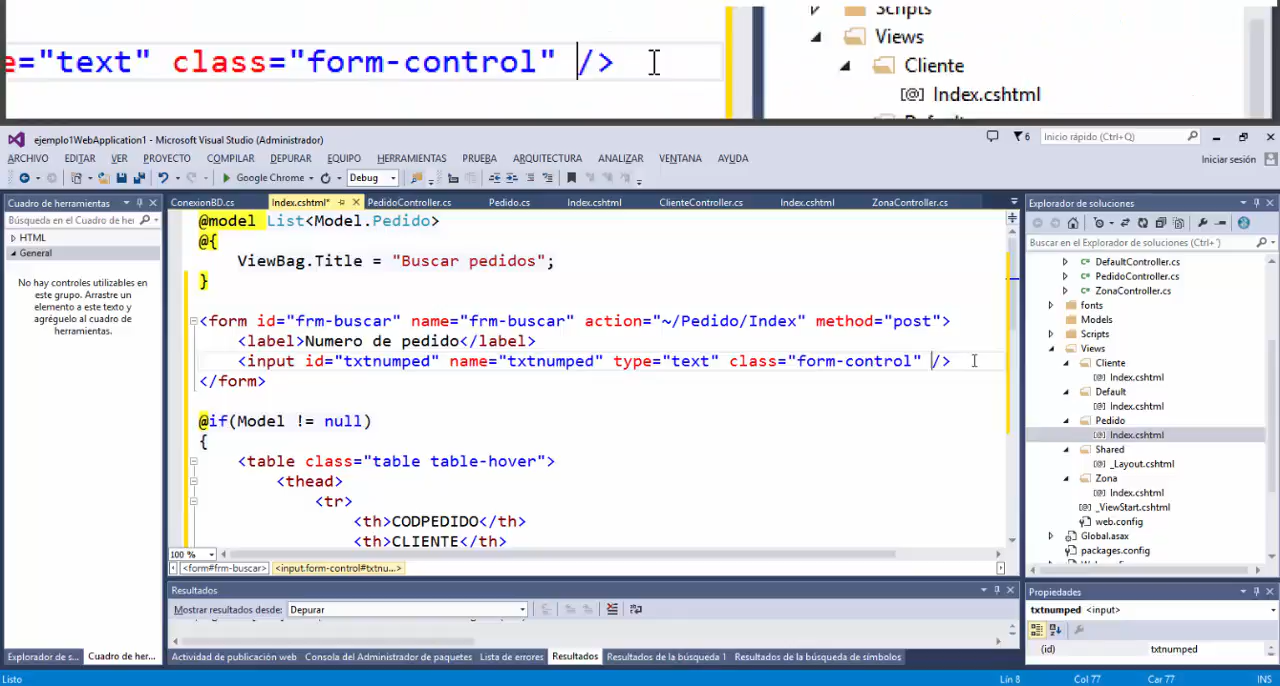 Scripts
e="text" class="form-control" />
Views
Cliente
[@] Index.cshtml
ejemplo1WebApplication1 - Microsoft Visual Studio (Administrador)
6
Inicio rápido (Ctrl+Q)
ARCHIVO EDITAR VER PROYECTO COMPILAR DEPURAR EQUIPO HERRAMIENTAS PRUEBA ARQUITECTURA ANALIZAR VENTANA AYUDA
Iniciar sesión
Google Chrome
Debug
Cuadro de herramientas
ConexionBD.cs Index.cshtml* PedidoController.cs Pedido.cs Index.cshtml ClienteController.cs Index.cshtml ZonaController.cs
Explorador de soluciones
Búsqueda en el Cuadro de her
Buscar en el Explorador de soluciones (Ctrl+')
HTML
General
No hay controles utilizables en
este grupo. Arrastre un
elemento a este texto y
agréguelo al cuadro de
herramientas.
@model List<Model.Pedido>
@{
ViewBag.Title = "Buscar pedidos";
}
<form id="frm-buscar" name="frm-buscar" action="~/Pedido/Index" method="post">
<label>Numero de pedido</label>
<input id="txtnumped" name="txtnumped" type="text" class="form-control" />
</form>
@if(Model != null)
{
<table class="table table-hover">
<thead>
<tr>
<th>CODPEDIDO</th>
<th>CLIENTE</th>
100 %
<form#frm-buscar> <input.form-control#txtnu...>
DefaultController.cs
PedidoController.cs
ZonaController.cs
fonts
Models
Scripts
Views
Cliente
[@] Index.cshtml
Default
[@] Index.cshtml
Pedido
[@] Index.cshtml
Shared
[@] _Layout.cshtml
Zona
[@] Index.cshtml
[@] _ViewStart.cshtml
web.config
Global.asax
packages.config
Resultados
Mostrar resultados desde: Depurar
Propiedades
txtnumped <input>
(id) txtnumped
Explorador de s... Cuadro de her...
Actividad de publicación web Consola del Administrador de paquetes Lista de errores Resultados Resultados de la búsqueda 1 Resultados de la búsqueda de símbolos
Listo
Lín 8 Col 77 Car 77 INS